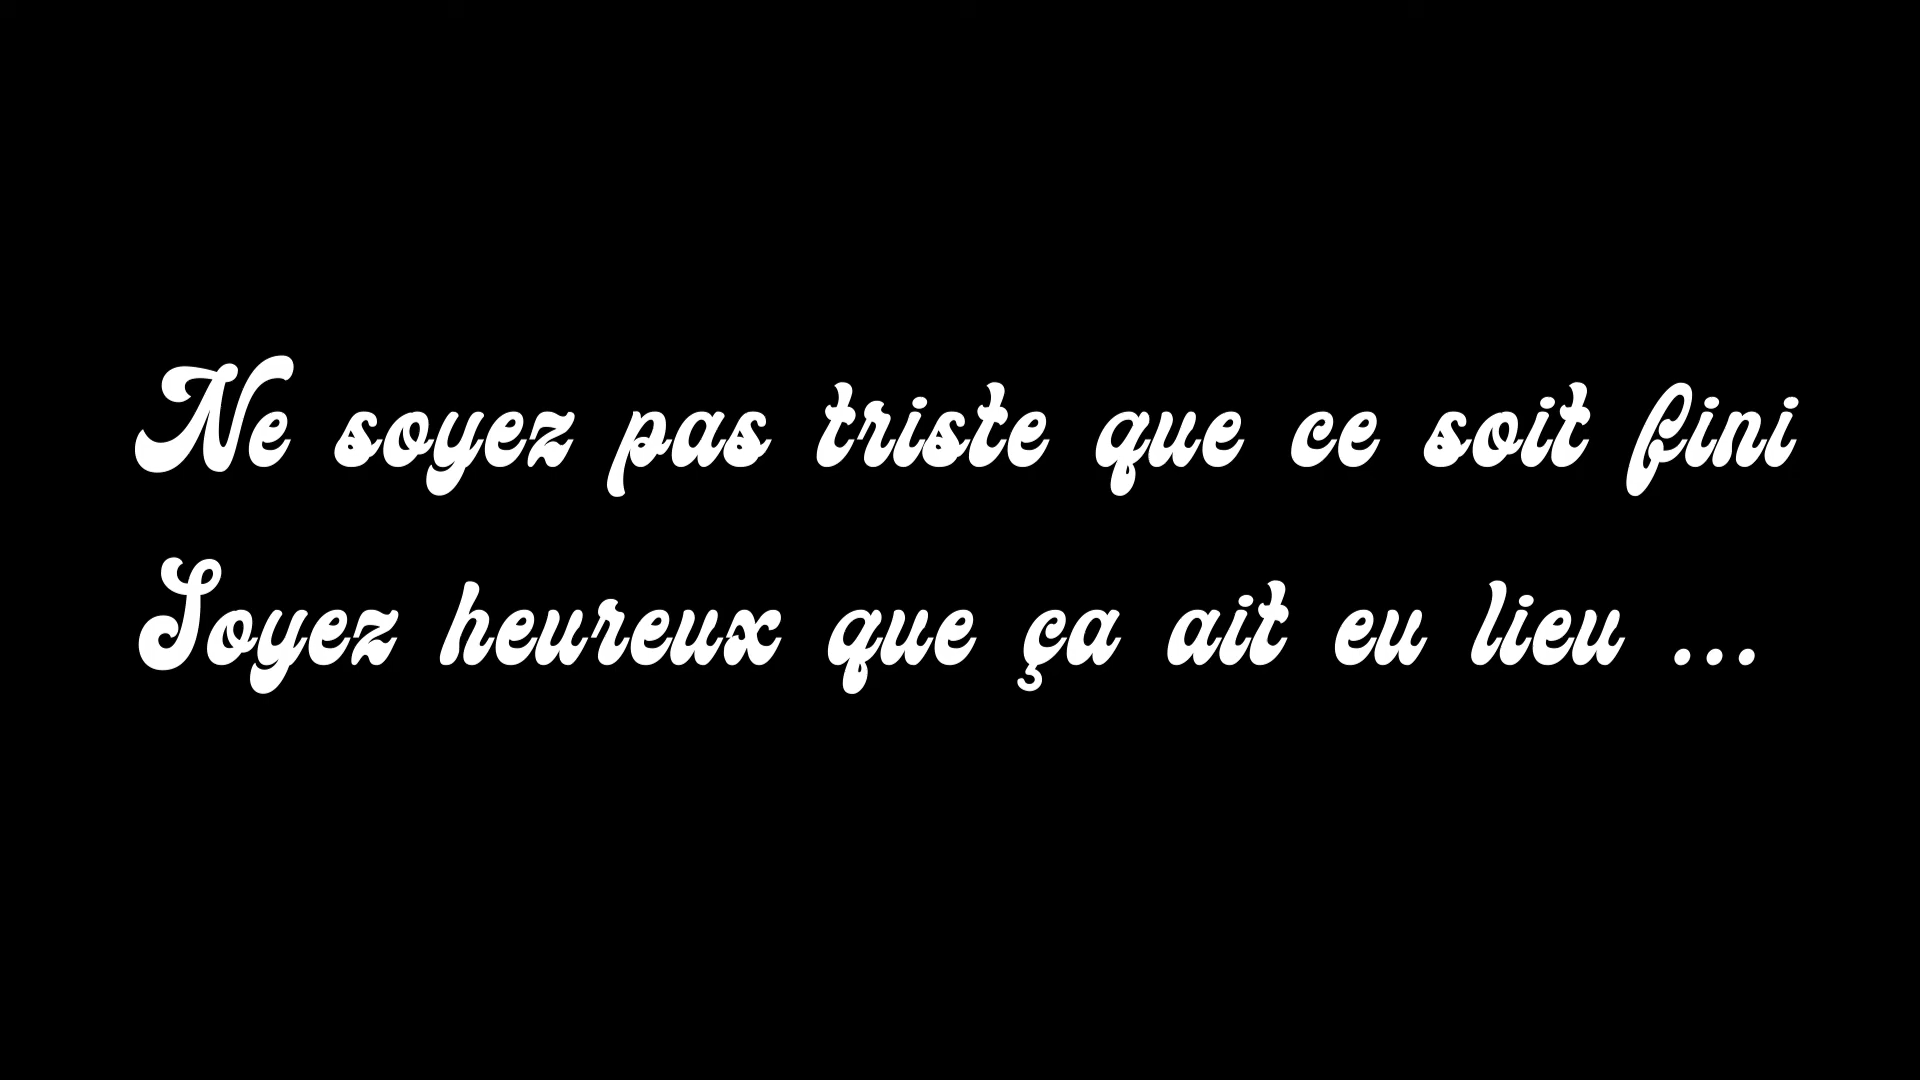 Ne soyez pas triste que ce soit fini
Soyez heureux que ça ait eu lieu ...